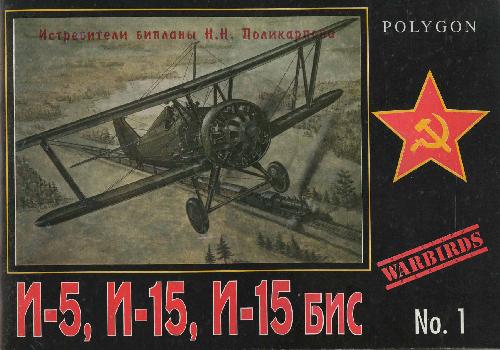 Истребители бипланы Н.Н. Поликарпова
POLYGON
WARBIRDS
И-5, И-15, И-15 БИС
No. 1